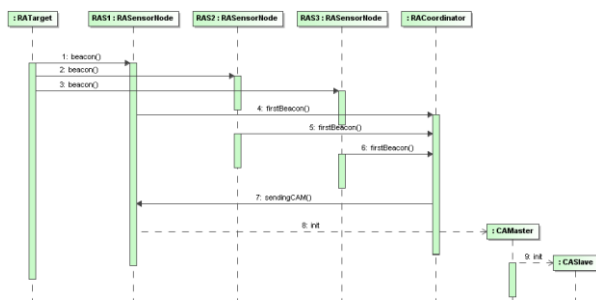 : RATarget
RAS1 : RASensorNode
RAS2 : RASensorNode
RAS3 : RASensorNode
: RACoordinator
1: beacon()
2: beacon()
3: beacon()
4: firstBeacon()
5: firstBeacon()
6: firstBeacon()
7: sendingCAM()
8: init
: CAMaster
9: init
: CASlave